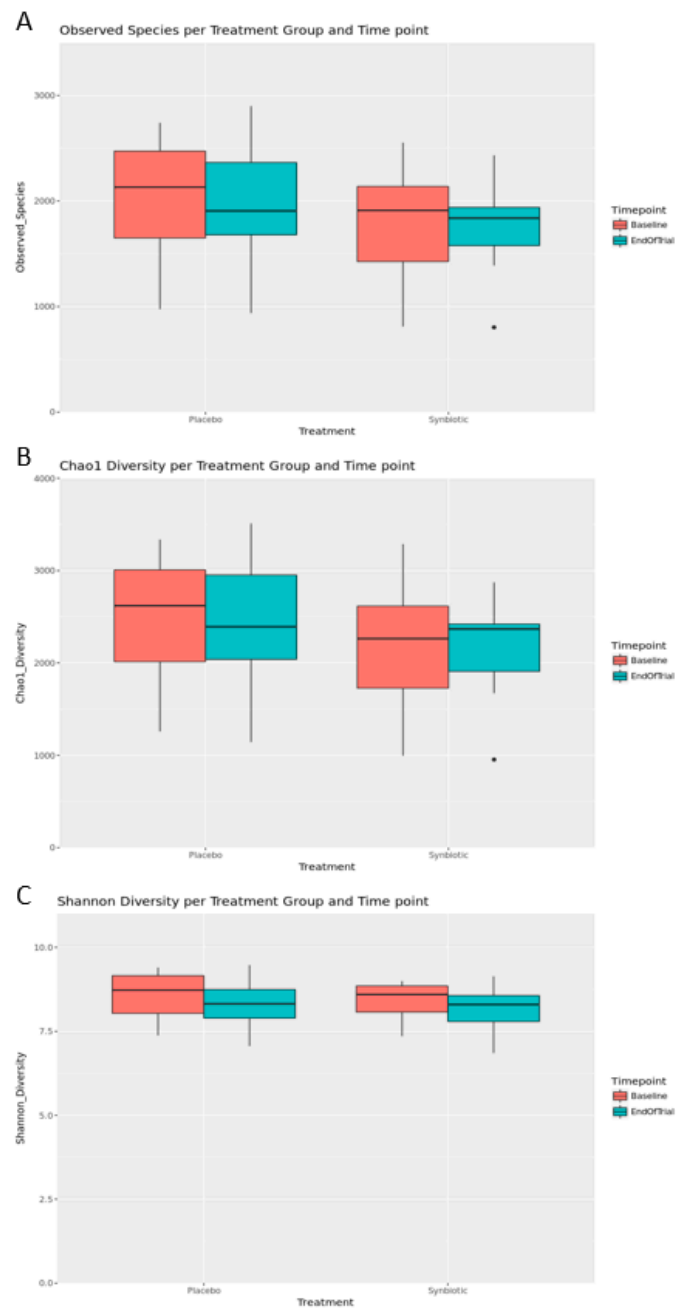 A
Observed Species per Treatment Group and Time point
3000
2000
1000
0
Observed_Species
Placebo
Synbiotic
Treatment
Timepoint
Baseline
EndOfTrial
B
Chao1 Diversity per Treatment Group and Time point
4000
3000
2000
1000
0
Chao1_Diversity
Placebo
Synbiotic
Treatment
Timepoint
Baseline
EndOfTrial
C
Shannon Diversity per Treatment Group and Time point
10.0
7.5
5.0
2.5
0.0
Shannon_Diversity
Placebo
Synbiotic
Treatment
Timepoint
Baseline
EndOfTrial